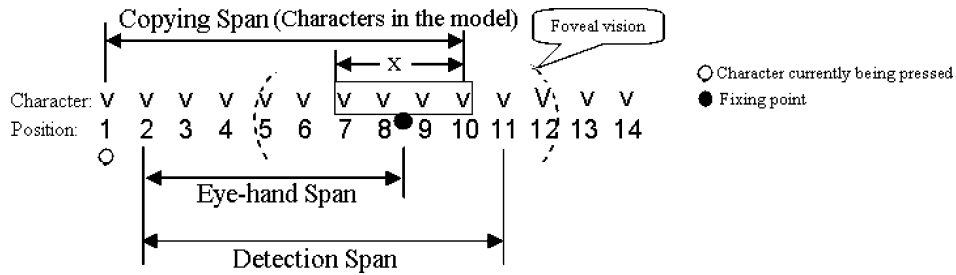 Copying Span (Characters in the model)
Foveal vision
x
Character currently being pressed
Character: v v v v v v v v v v v v v v
Fixing point
Position: 1 2 3 4 5 6 7 8 9 10 11 12 13 14
Eye-hand Span
Detection Span